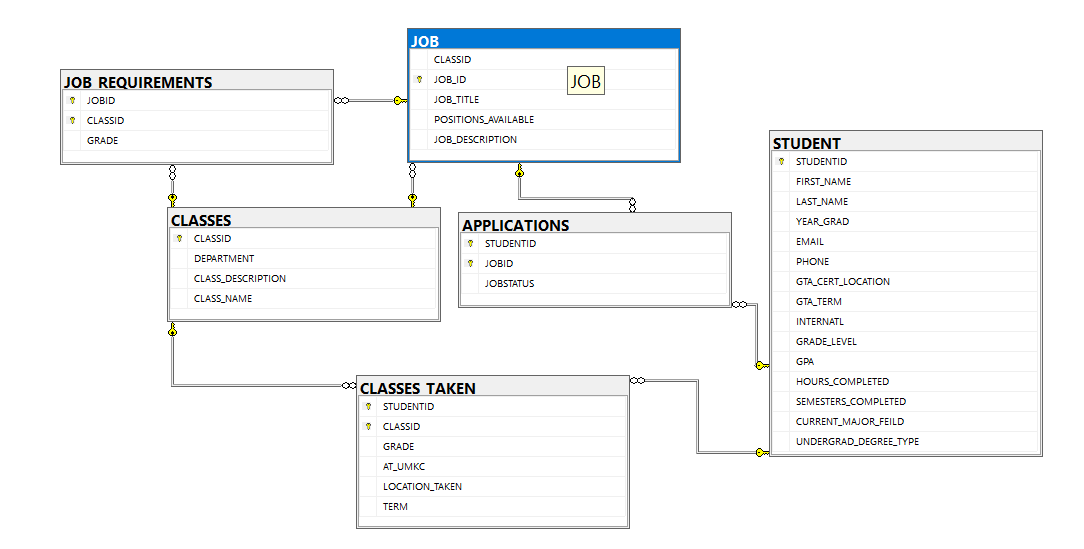 JOB
CLASSID
JOB_ID
JOB_TITLE
POSITIONS_AVAILABLE
JOB_DESCRIPTION
JOB
JOB_REQUIREMENTS
JOBID
CLASSID
GRADE
STUDENT
STUDENTID
FIRST_NAME
LAST_NAME
YEAR_GRAD
EMAIL
PHONE
GTA_CERT_LOCATION
GTA_TERM
INTERNATL
GRADE_LEVEL
GPA
HOURS_COMPLETED
SEMESTERS_COMPLETED
CURRENT_MAJOR_FEILD
UNDERGRAD_DEGREE_TYPE
CLASSES
CLASSID
DEPARTMENT
CLASS_DESCRIPTION
CLASS_NAME
APPLICATIONS
STUDENTID
JOBID
JOBSTATUS
CLASSES_TAKEN
STUDENTID
CLASSID
GRADE
AT_UMKC
LOCATION_TAKEN
TERM